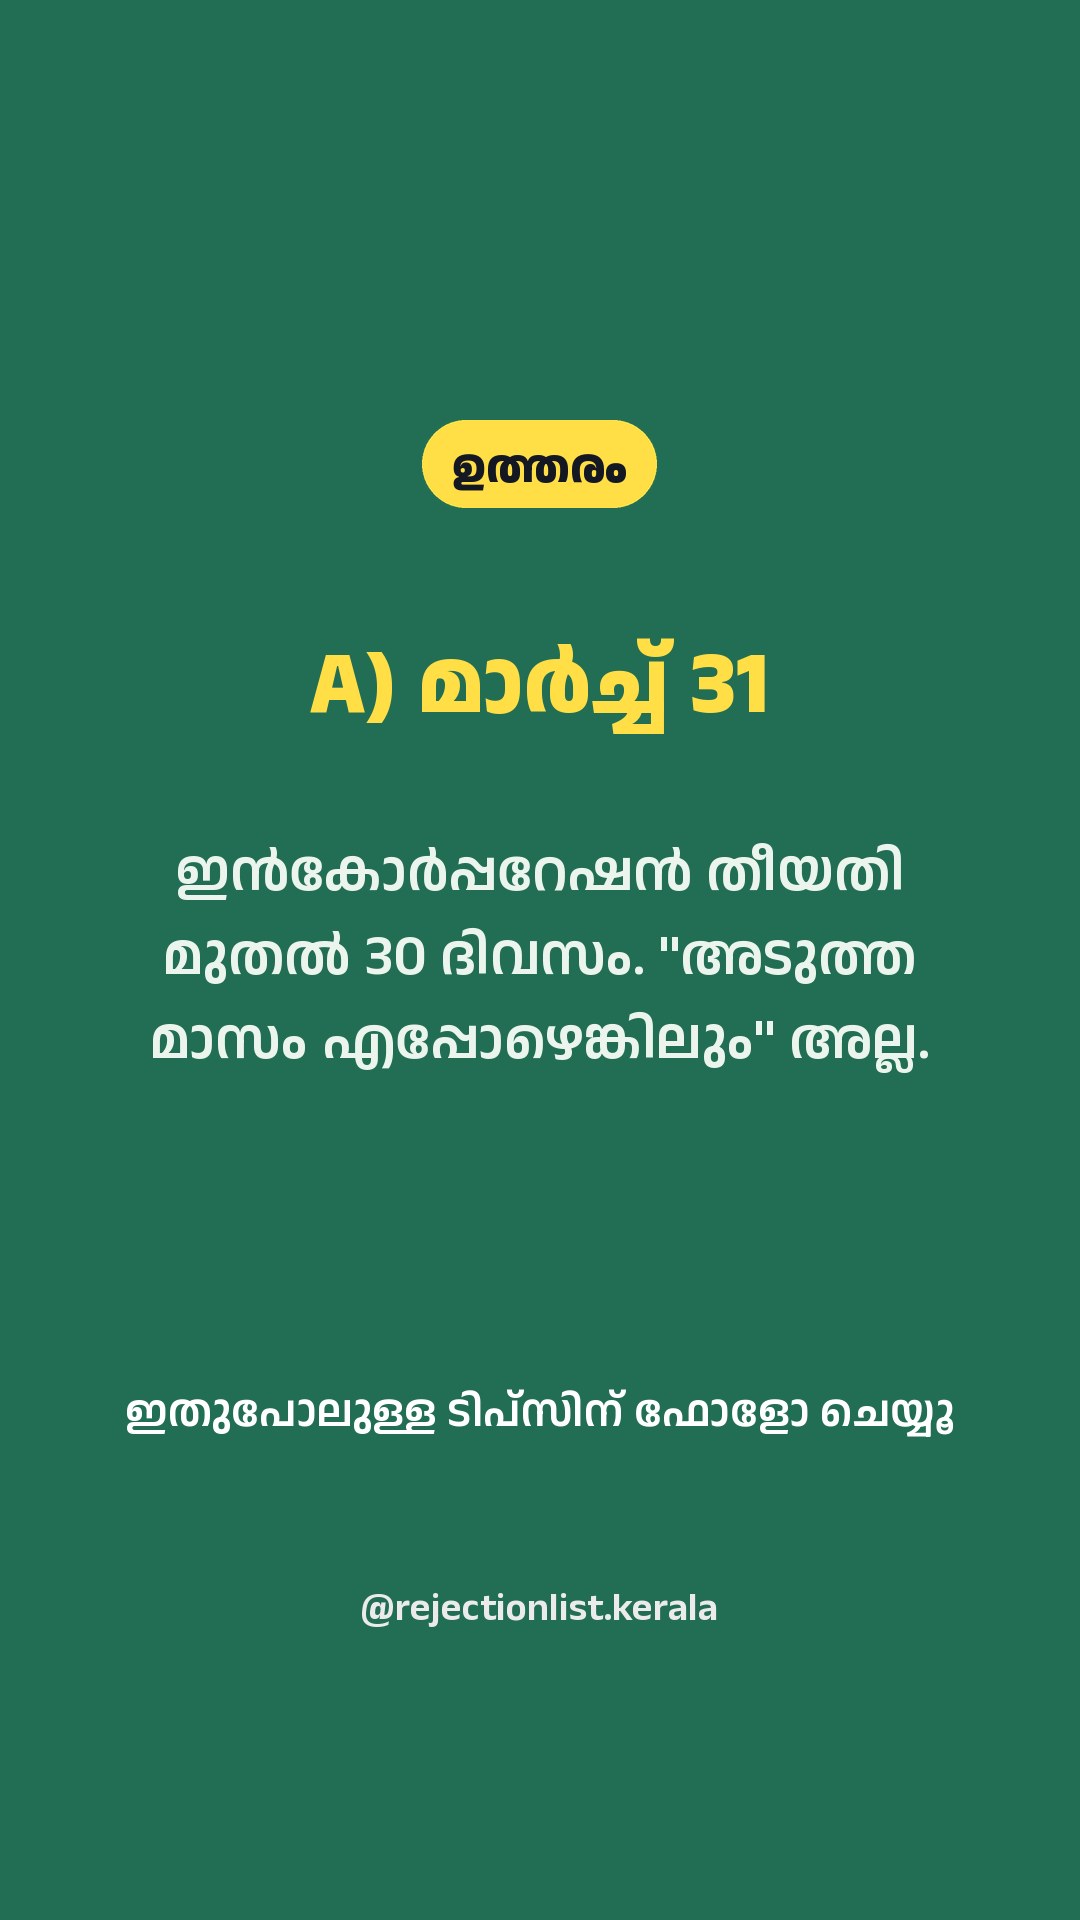 ഉത്തരം
A) മാർച്ച് 31
ഇൻകോർപ്പറേഷൻ തീയതി
മുതൽ 30 ദിവസം. "അടുത്ത
മാസം എപ്പോഴെങ്കിലും" അല്ല.
ഇതുപോലുള്ള ടിപ്സിന് ഫോളോ ചെയ്യൂ
@rejectionlist.kerala